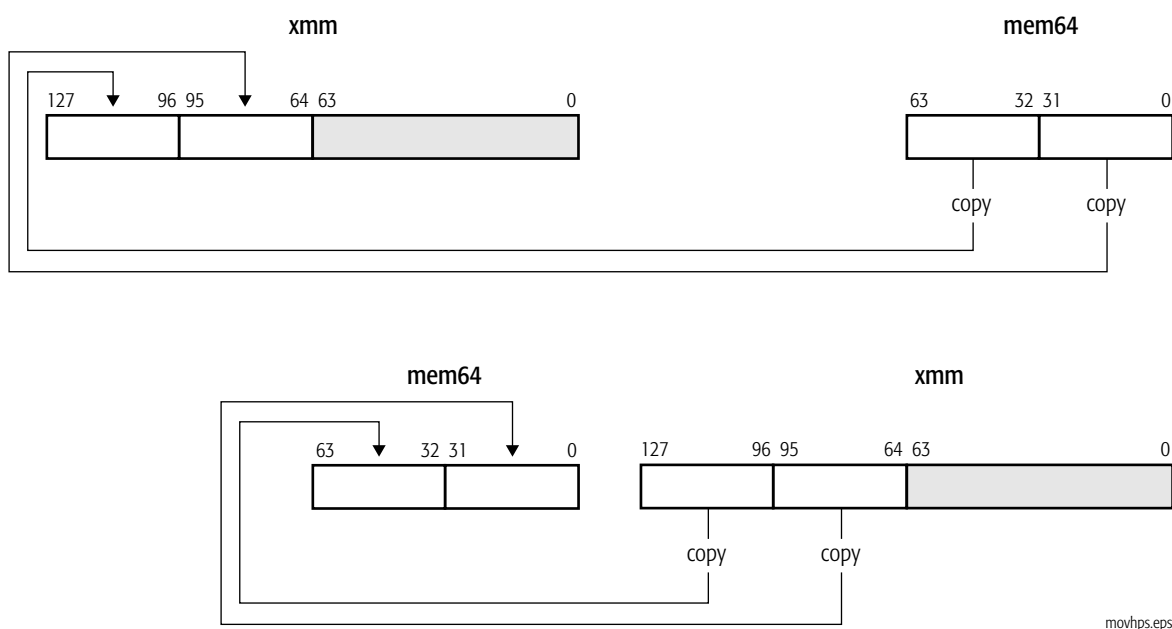 xmm mem64
127 96 95 64 63 0 63 32 31 0
copy copy
mem64 xmm
63 32 31 0 127 96 95 64 63 0
copy copy
movhps.eps